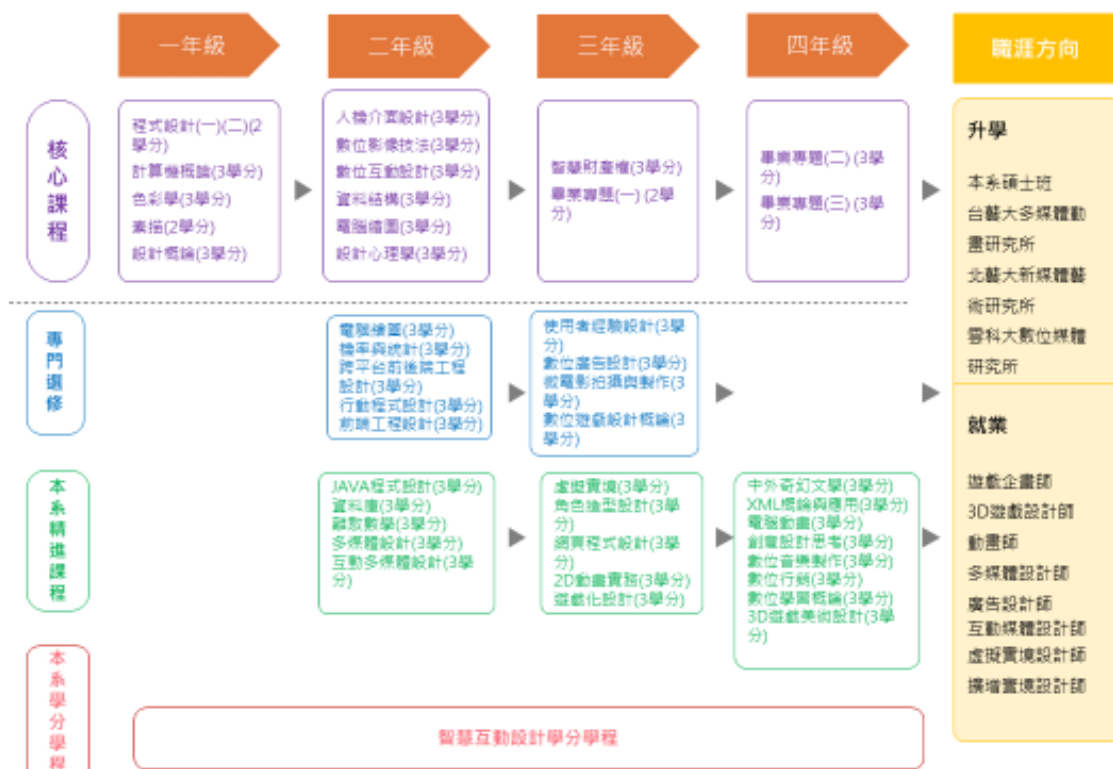 一年級
二年級
三年級
四年級
職涯方向
核心課程
程式設計(一)(二)(2
學分)
計算機概論(3學分)
色彩學(3學分)
素描(2學分)
設計概論(3學分)
人機介面設計(3學分)
數位影像技法(3學分)
數位互動設計(3學分)
資料結構(3學分)
電腦繪圖(3學分)
設計心理學(3學分)
智慧財產權(3學分)
畢業專題(一)(2學
分)
畢業專題(二)(3學
分)
畢業專題(三)(3學
分)
專門選修
電腦繪圖(3學分)
機率與統計(3學分)
跨平台前後端工程
設計(3學分)
行動程式設計(3學分)
前端工程設計(3學分)
使用者經驗設計(3學
分)
數位廣告設計(3學分)
微電影拍攝與製作(3
學分)
數位遊戲設計概論(3
學分)
本系精進課程
JAVA程式設計(3學分)
資料庫(3學分)
離散數學(3學分)
多媒體設計(3學分)
互動多媒體設計(3學
分)
虛擬實境(3學分)
角色造型設計(3學
分)
網頁程式設計(3學
分)
2D動畫實務(3學分)
遊戲化設計(3學分)
中外奇幻文學(3學分)
XML概論與應用(3學分)
電腦動畫(3學分)
創意設計思考(3學分)
數位音樂製作(3學分)
數位行銷(3學分)
數位學習概論(3學分)
3D遊戲美術設計(3學
分)
本系學分學程
智慧互動設計學分學程
升學
本系碩士班
台藝大多媒體動
畫研究所
北藝大新媒體藝
術研究所
雲科大數位媒體
研究所
就業
遊戲企畫師
3D遊戲設計師
動畫師
多媒體設計師
廣告設計師
互動媒體設計師
虛擬實境設計師
擴增實境設計師